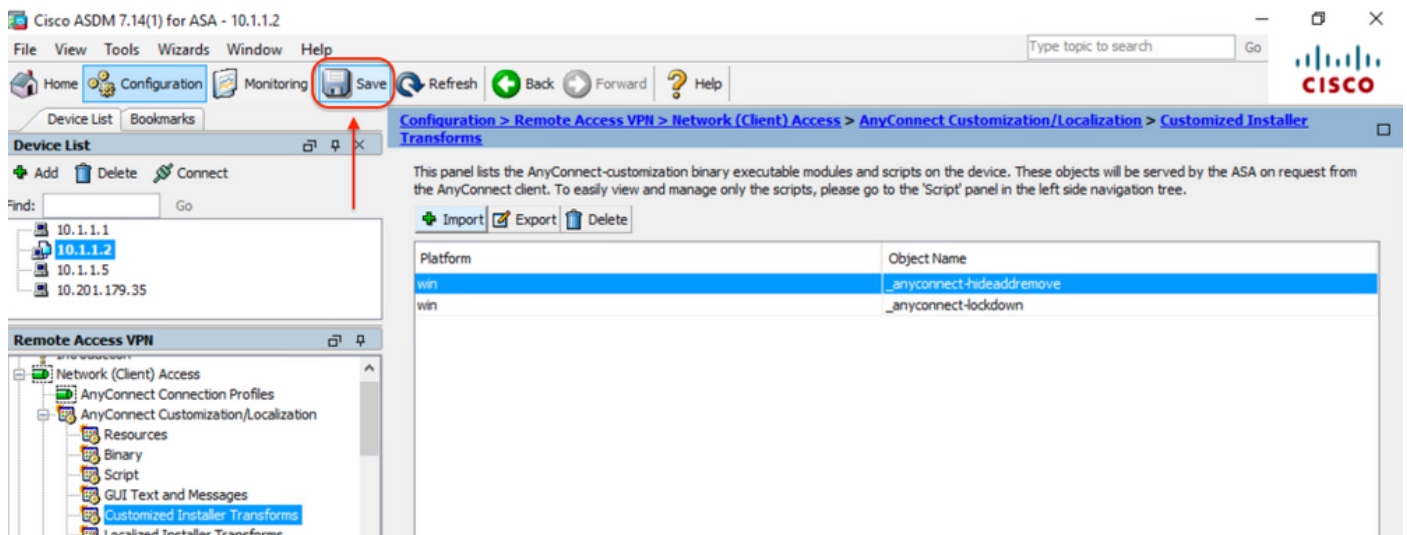 Cisco ASDM 7.14(1) for ASA - 10.1.1.2
File View Tools Wizards Window Help
Type topic to search Go
Home Configuration Monitoring Save Refresh Back Forward Help
CISCO
Device List Bookmarks
Device List
Add Delete Connect
Find: Go
10.1.1.1
10.1.1.2
10.1.1.5
10.201.179.35
Remote Access VPN
Introduction
Network (Client) Access
AnyConnect Connection Profiles
AnyConnect Customization/Localization
Resources
Binary
Script
GUI Text and Messages
Customized Installer Transforms
Localized Installer Transforms
Configuration > Remote Access VPN > Network (Client) Access > AnyConnect Customization/Localization > Customized Installer
Transforms
This panel lists the AnyConnect-customization binary executable modules and scripts on the device. These objects will be served by the ASA on request from
the AnyConnect client. To easily view and manage only the scripts, please go to the 'Script' panel in the left side navigation tree.
Import Export Delete
Platform Object Name
win _anyconnect-hideaddremove
win _anyconnect-lockdown